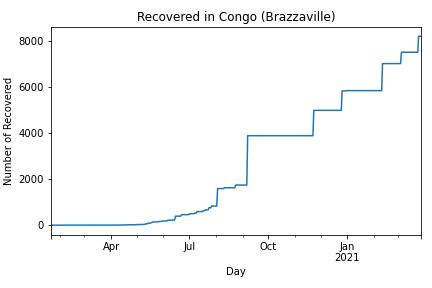 Recovered in Congo (Brazzaville)
Number of Recovered
8000
6000
4000
2000
0
Apr
Jul
Oct
Jan
2021
Day